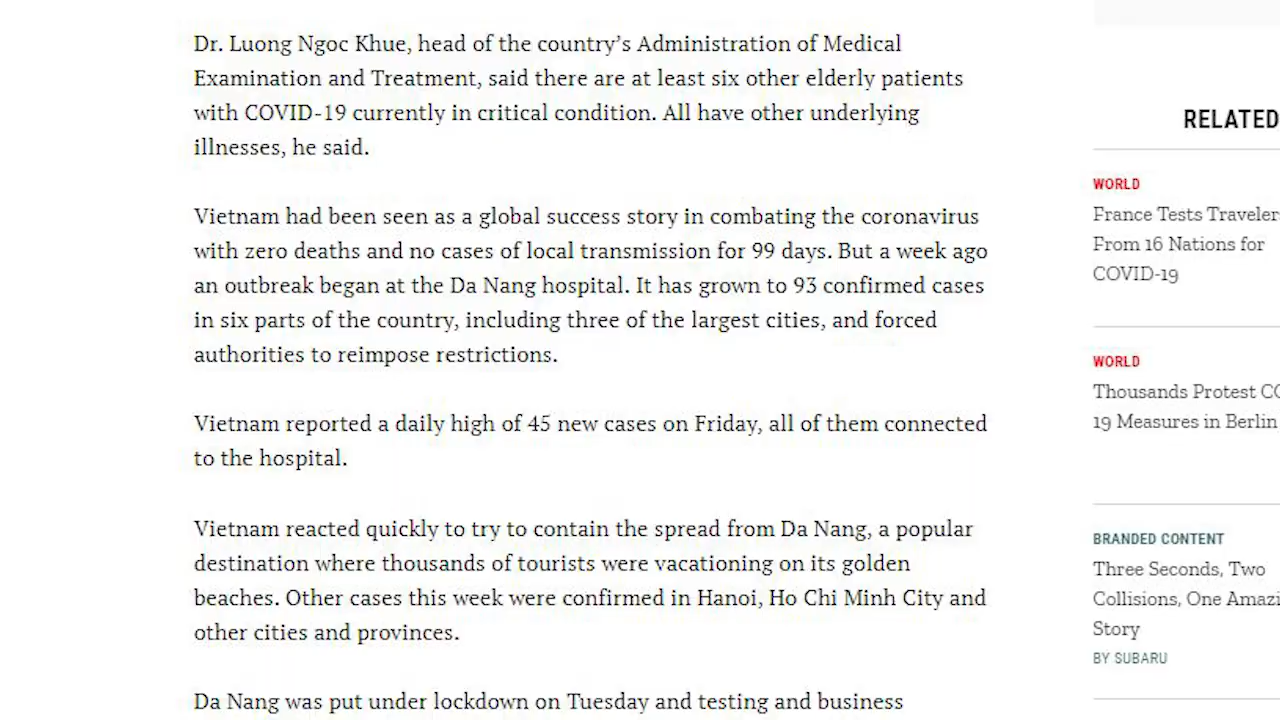 Dr. Luong Ngoc Khue, head of the country’s Administration of Medical
Examination and Treatment, said there are at least six other elderly patients
with COVID-19 currently in critical condition. All have other underlying
illnesses, he said.
Vietnam had been seen as a global success story in combating the coronavirus
with zero deaths and no cases of local transmission for 99 days. But a week ago
an outbreak began at the Da Nang hospital. It has grown to 93 confirmed cases
in six parts of the country, including three of the largest cities, and forced
authorities to reimpose restrictions.
Vietnam reported a daily high of 45 new cases on Friday, all of them connected
to the hospital.
Vietnam reacted quickly to try to contain the spread from Da Nang, a popular
destination where thousands of tourists were vacationing on its golden
beaches. Other cases this week were confirmed in Hanoi, Ho Chi Minh City and
other cities and provinces.
Da Nang was put under lockdown on Tuesday and testing and business
RELATED
WORLD
France Tests Traveler
From 16 Nations for
COVID-19
WORLD
Thousands Protest CO
19 Measures in Berlin
BRANDED CONTENT
Three Seconds, Two
Collisions, One Amazi
Story
BY SUBARU